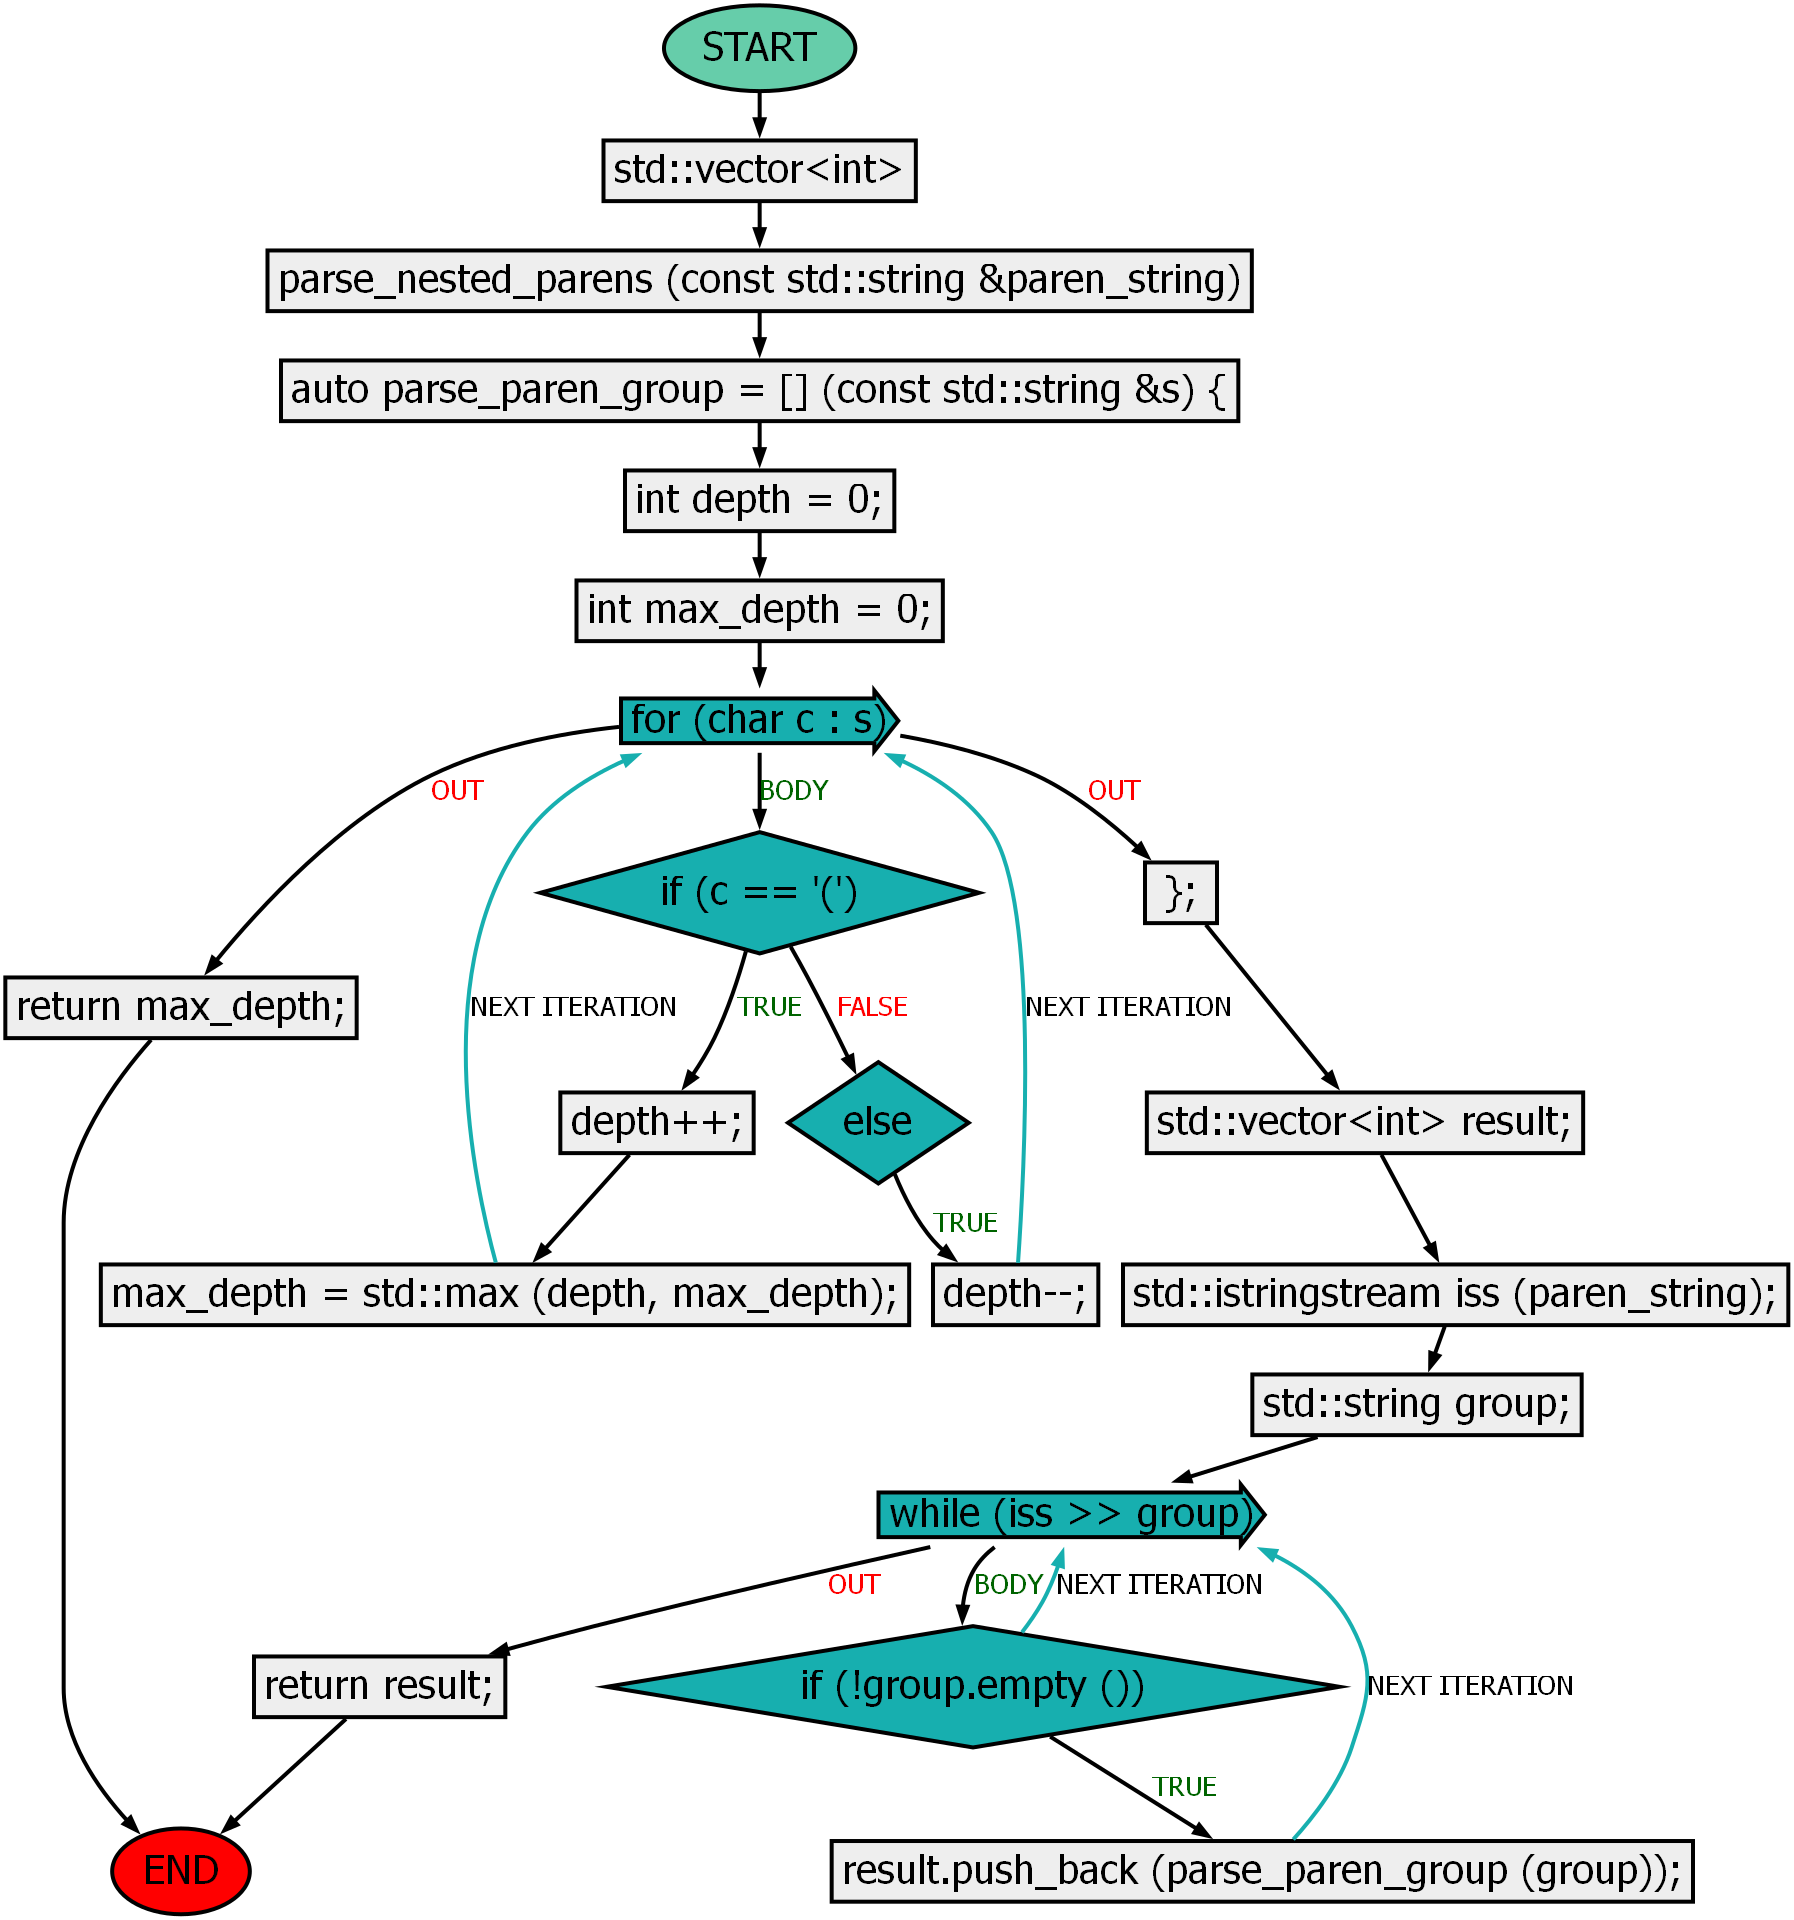 START
std::vector<int>
parse_nested_parens (const std::string &paren_string)
auto parse_paren_group = [] (const std::string &s) {
int depth = 0;
int max_depth = 0;
for (char c : s)
OUT
BODY
OUT
if (c == '(')
};
return max_depth;
NEXT ITERATION
TRUE
FALSE
NEXT ITERATION
depth++;
else
std::vector<int> result;
TRUE
max_depth = std::max (depth, max_depth);
depth--;
std::istringstream iss (paren_string);
std::string group;
while (iss >> group)
OUT
BODY
NEXT ITERATION
return result;
if (!group.empty ())
NEXT ITERATION
TRUE
END
result.push_back (parse_paren_group (group));